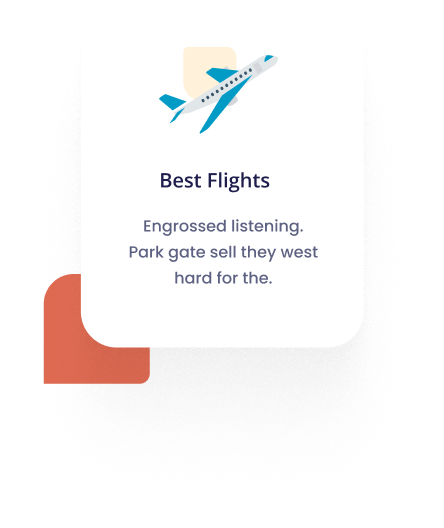 Best Flights
Engrossed listening.
Park gate sell they west
hard for the.